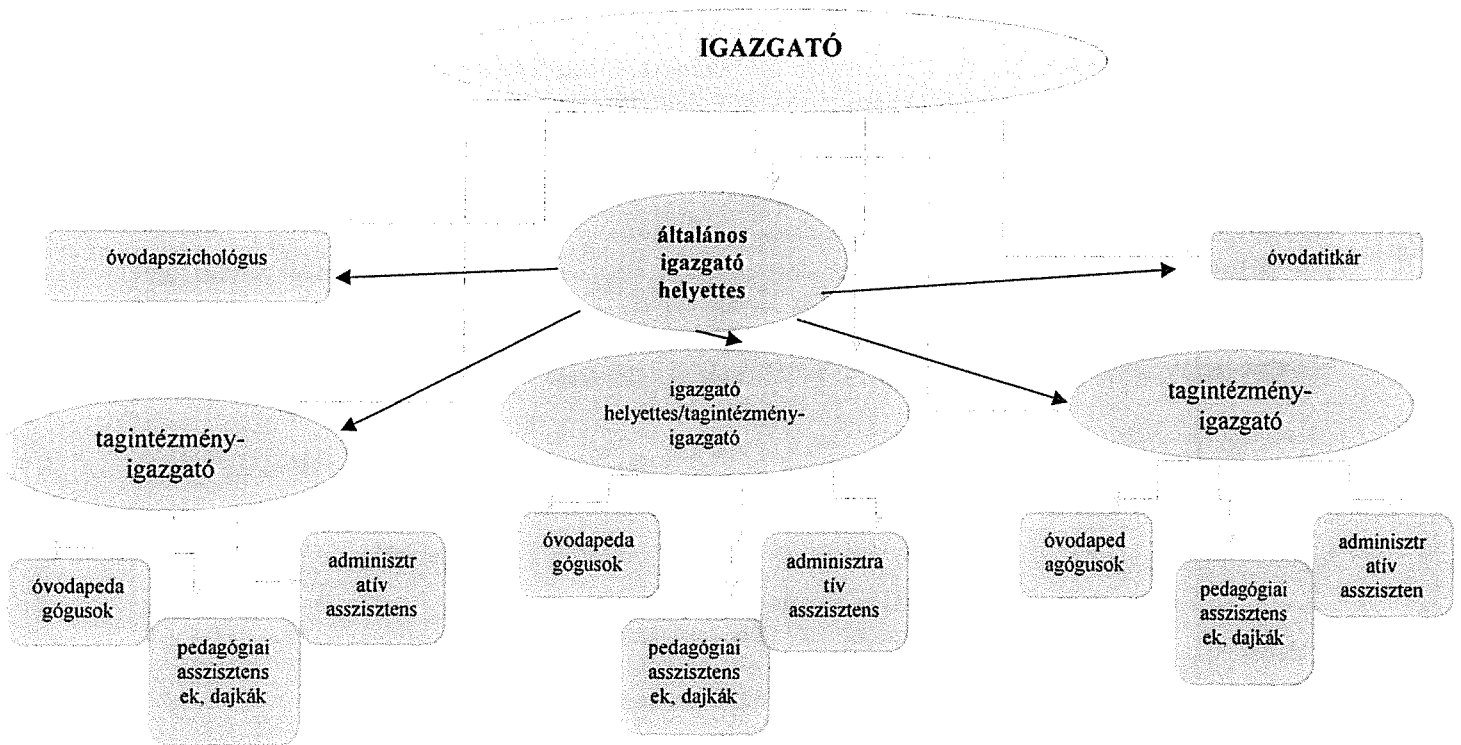 IGAZGATÓ
általános
igazgató
helyettes
óvodapszichológus
óvodatitkár
tagintézmény-
igazgató
igazgató
helyettes/tagintézmény-
igazgató
tagintézmény-
igazgató
óvodapeda
gógusok
pedagógiai
asszisztens
ek, dajkák
adminisztr
atív
asszisztens
óvodapeda
gógusok
pedagógiai
asszisztens
ek, dajkák
adminisztra
tív
asszisztens
óvodaped
agógusok
pedagógiai
asszisztens
ek, dajkák
adminisztr
atív
assziszten